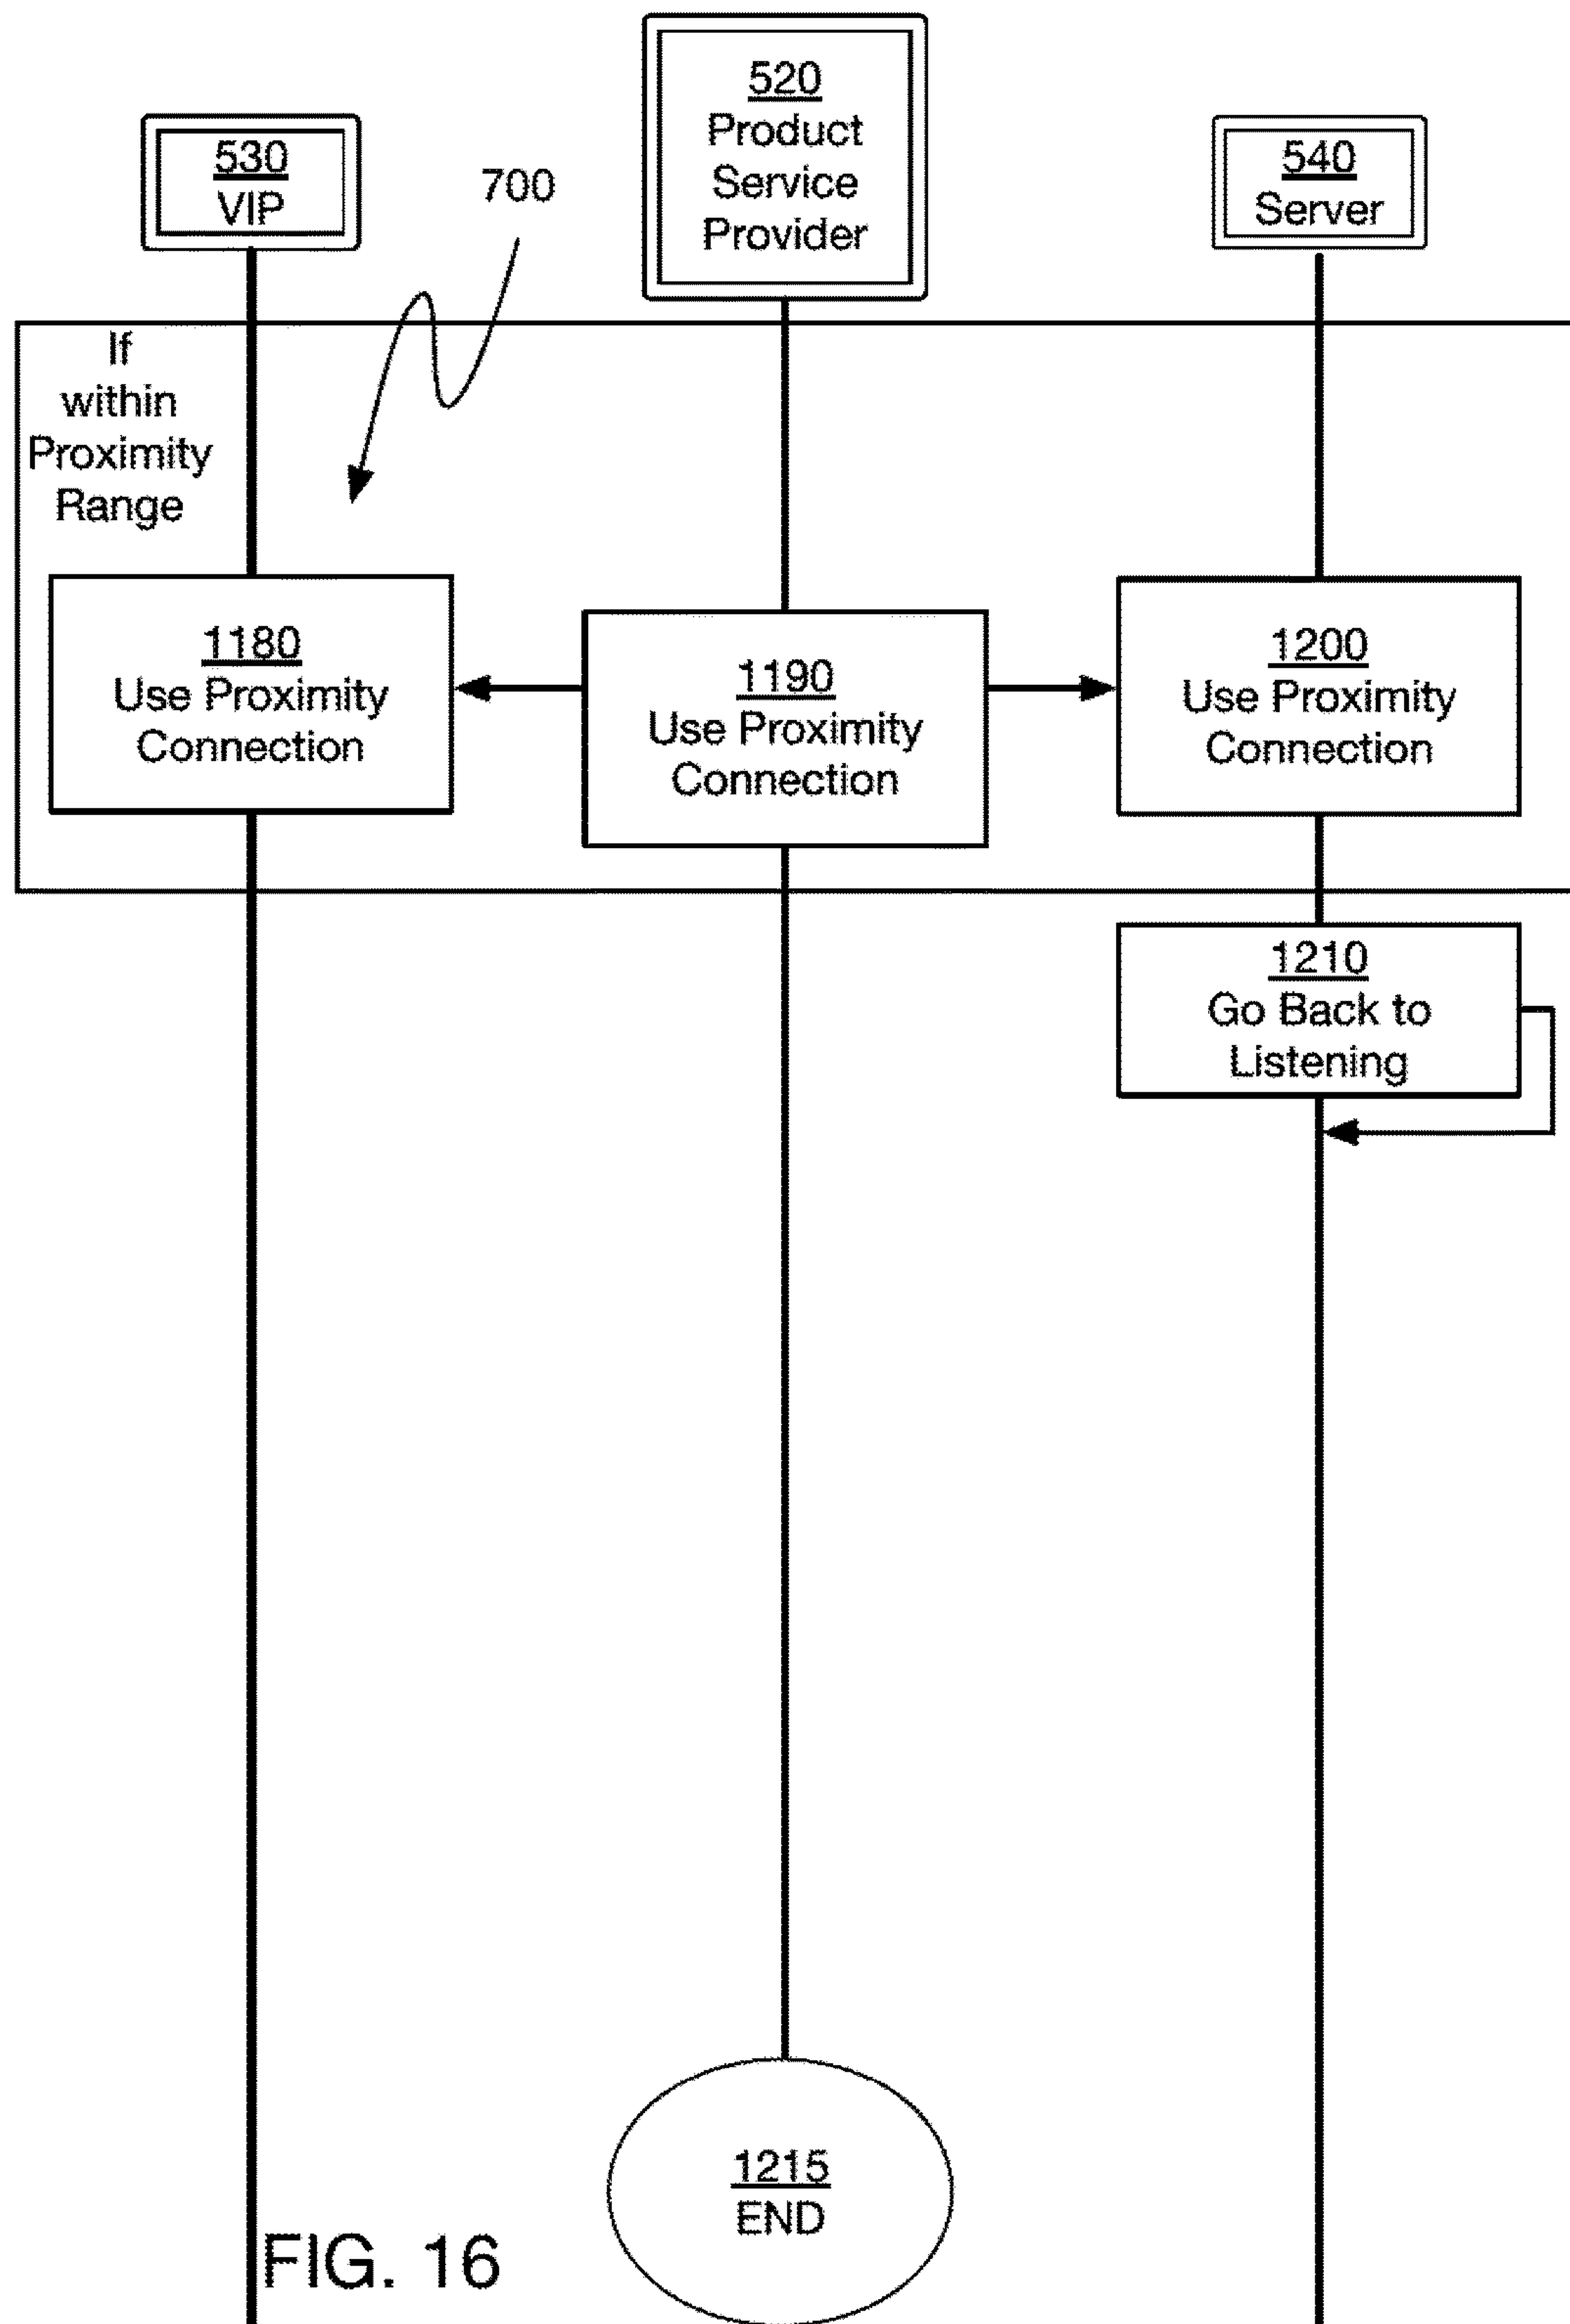 530
VIP
520
Product
Service
Provider
540
Server
700
If
within
Proximity
Range
1180
Use Proximity
Connection
1190
Use Proximity
Connection
1200
Use Proximity
Connection
1210
Go Back to
Listening
1215
END
FIG. 16